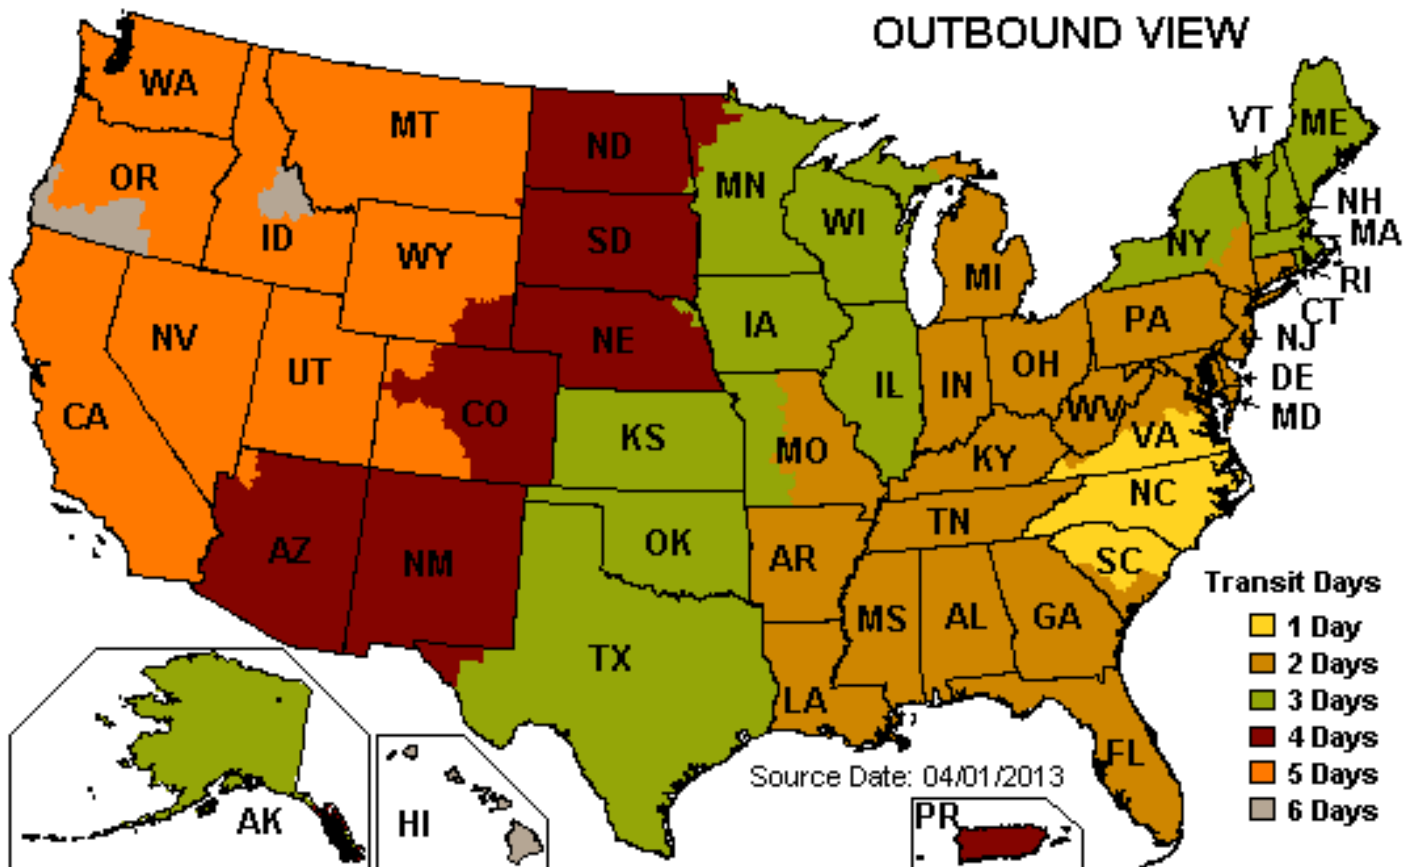 OUTBOUND VIEW
WA
MT
ND
MN
VT
ME
OR
ID
WY
SD
WI
MI
NY
NH
MA
RI
CT
NV
UT
CO
NE
IA
IL
IN
OH
PA
NJ
DE
MD
CA
KS
MO
KY
WV
VA
AZ
NM
OK
AR
TN
NC
SC
TX
LA
MS
AL
GA
FL
Transit Days
1 Day
2 Days
3 Days
4 Days
5 Days
6 Days
Source Date: 04/01/2013
AK
HI
PR